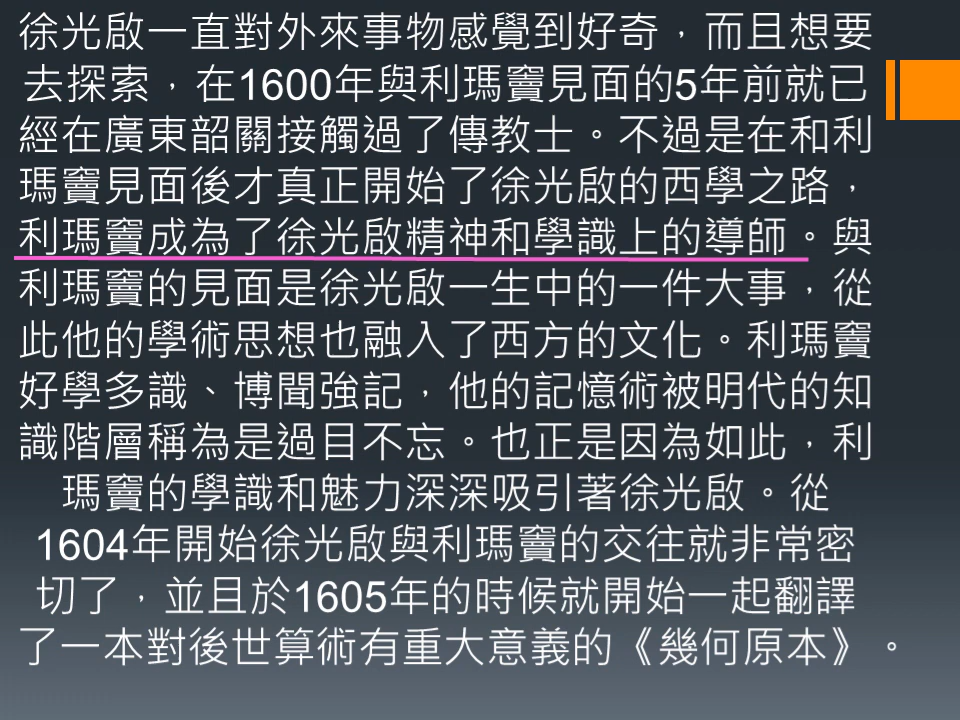 徐光啟一直對外來事物感覺到好奇，而且想要
去探索，在1600年與利瑪竇見面的5年前就已
經在廣東韶關接觸過了傳教士。不過是在和利
瑪竇見面後才真正開始了徐光啟的西學之路，
利瑪竇成為了徐光啟精神和學識上的導師。與
利瑪竇的見面是徐光啟一生中的一件大事，從
此他的學術思想也融入了西方的文化。利瑪竇
好學多識、博聞強記，他的記憶術被明代的知
識階層稱為是過目不忘。也正是因為如此，利
瑪竇的學識和魅力深深吸引著徐光啟。從
1604年開始徐光啟與利瑪竇的交往就非常密
切了，並且於1605年的時候就開始一起翻譯
了一本對後世算術有重大意義的《幾何原本》。